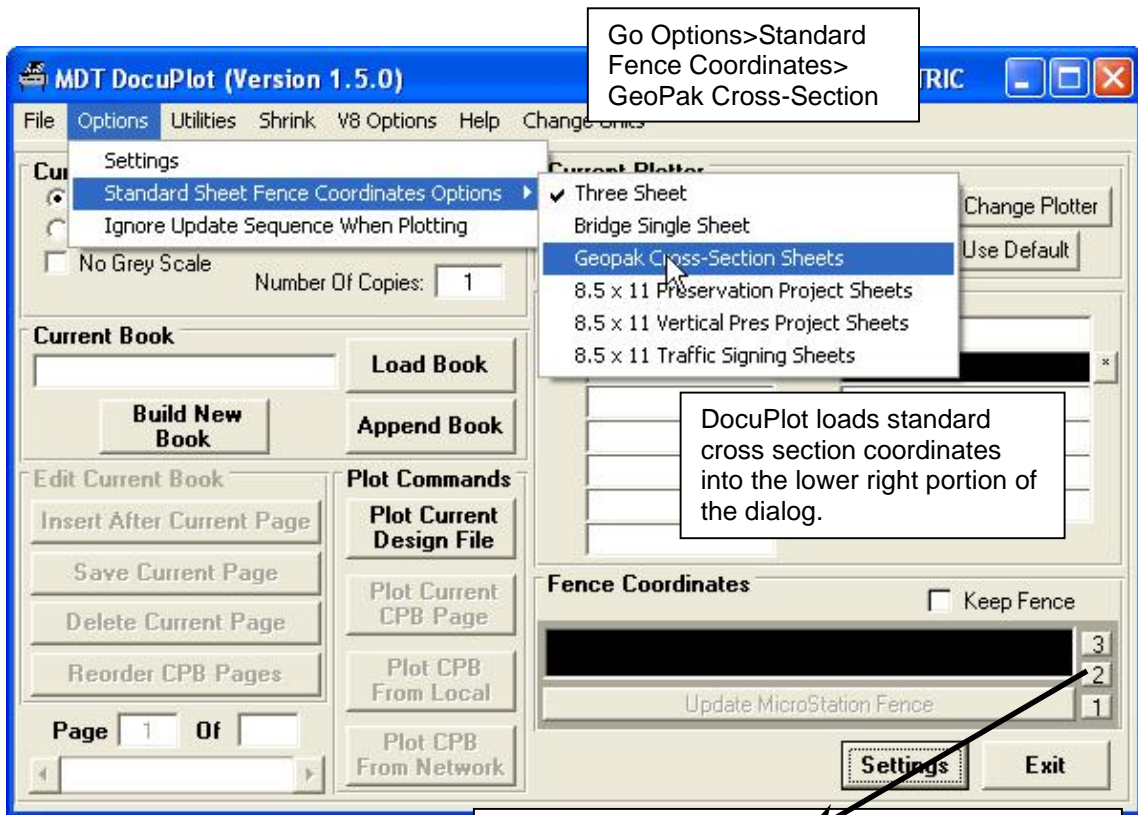 Go Options>Standard
Fence Coordinates>
GeoPak Cross-Section
MDT DocuPlot (Version 1.5.0)
File Options Utilities Shrink V8 Options Help
Settings
Standard Sheet Fence Coordinates Options
Ignore Update Sequence When Plotting
Three Sheet
Bridge Single Sheet
Geopak Cross-Section Sheets
8.5 x 11 Preservation Project Sheets
8.5 x 11 Vertical Pres Project Sheets
8.5 x 11 Traffic Signing Sheets
Change Plotter
Use Default
No Grey Scale
Number Of Copies: 1
Current Book
Load Book
Build New
Book
Append Book
DocuPlot loads standard
cross section coordinates
into the lower right portion of
the dialog.
Edit Current Book
Insert After Current Page
Save Current Page
Delete Current Page
Reorder CPB Pages
Page 1 Of
Plot Commands
Plot Current
Design File
Plot Current
CPB Page
Plot CPB
From Local
Plot CPB
From Network
Fence Coordinates
Keep Fence
3
2
1
Update MicroStation Fence
Settings
Exit